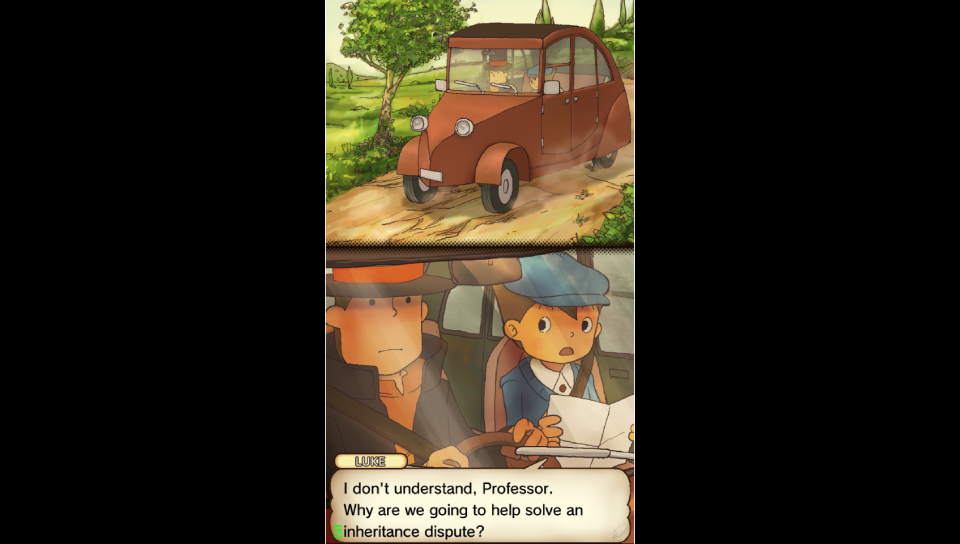 LUKE
I don't understand, Professor.
Why are we going to help solve an
inheritance dispute?